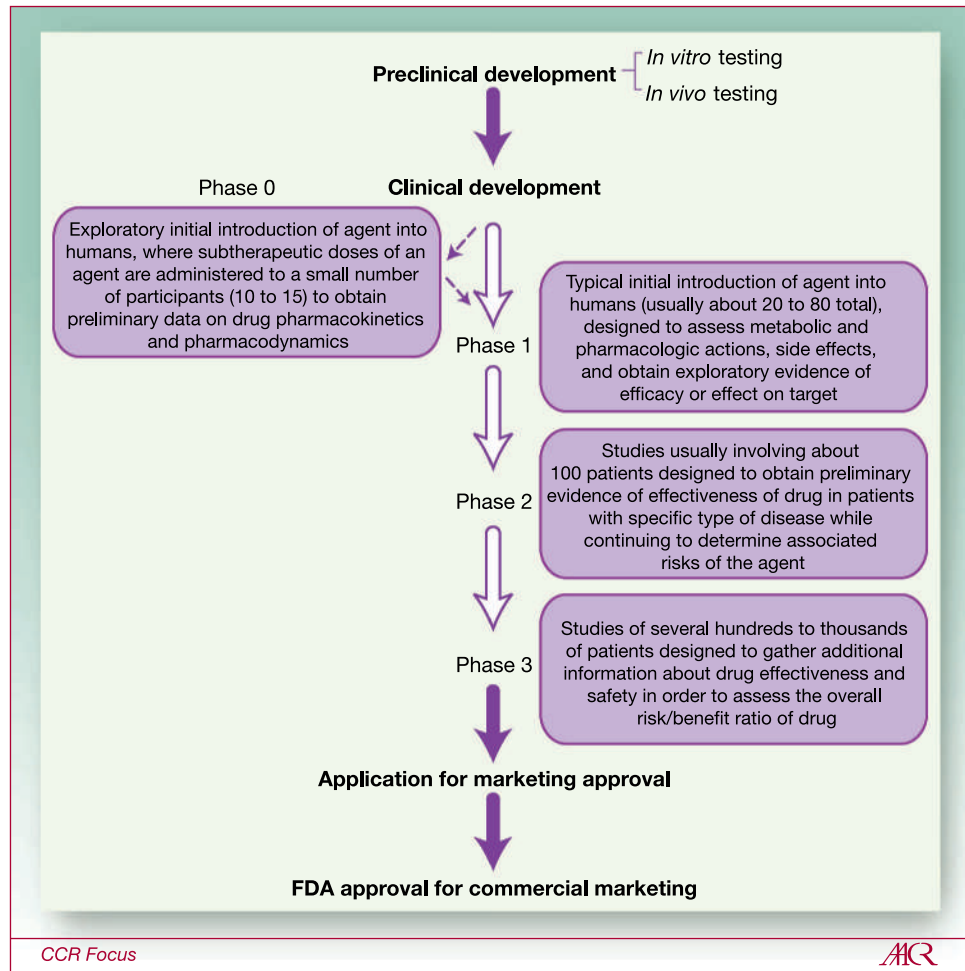 Preclinical development
In vitro testing
In vivo testing
Phase 0
Clinical development
Exploratory initial introduction of agent into
humans, where subtherapeutic doses of an
agent are administered to a small number
of participants (10 to 15) to obtain
preliminary data on drug pharmacokinetics
and pharmacodynamics
Phase 1
Typical initial introduction of agent into
humans (usually about 20 to 80 total),
designed to assess metabolic and
pharmacologic actions, side effects,
and obtain exploratory evidence of
efficacy or effect on target
Phase 2
Studies usually involving about
100 patients designed to obtain preliminary
evidence of effectiveness of drug in patients
with specific type of disease while
continuing to determine associated
risks of the agent
Phase 3
Studies of several hundreds to thousands
of patients designed to gather additional
information about drug effectiveness and
safety in order to assess the overall
risk/benefit ratio of drug
Application for marketing approval
FDA approval for commercial marketing
CCR Focus
AACR